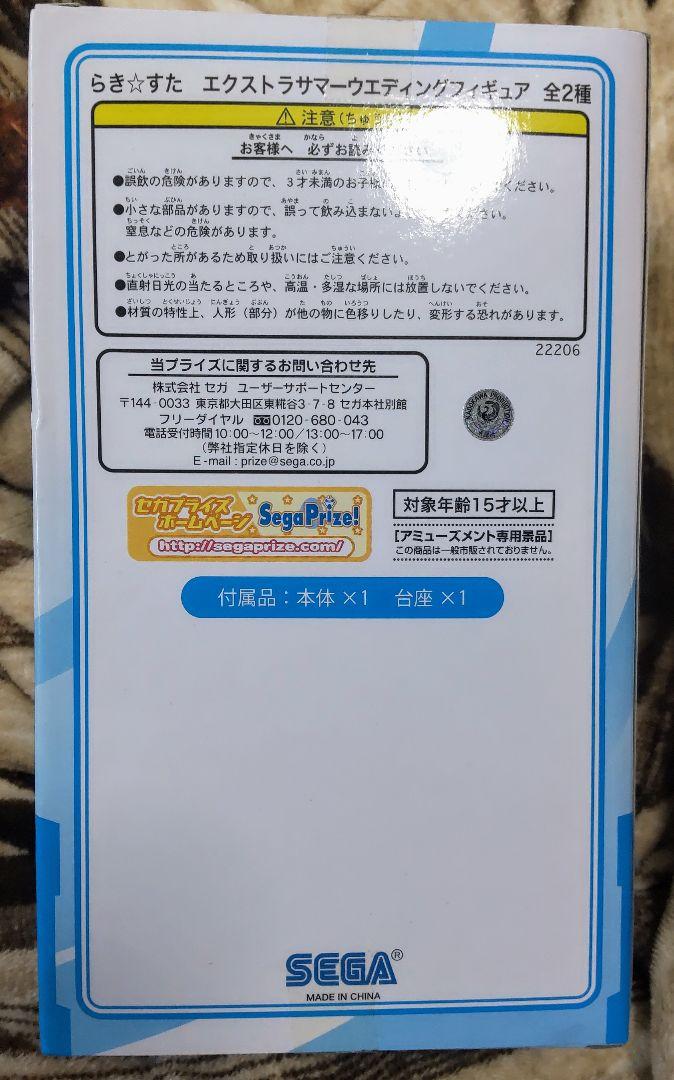 らき☆すた エクストラサマーウエディングフィギュア 全2種
⚠注意(ちゅ
お客様へ 必ずお読みください
●誤飲の危険がありますので、3才未満のお子様に ください。
●小さな部品がありますので、誤って飲み込まない ください。
窒息などの危険があります。
●とがった所があるため取り扱いにはご注意ください。
●直射日光の当たるところや、高温・多湿な場所には放置しないでください。
●材質の特性上、人形(部分)が他の物に色移りしたり、変形する恐れがあります。
22206
当プライズに関するお問い合わせ先
株式会社 セガ ユーザーサポートセンター
〒144-0033 東京都大田区東糀谷3-7-8 セガ本社別館
フリーダイヤル 0120-680-043
電話受付時間 10:00～12:00/13:00～17:00
(弊社指定休日を除く)
E-mail : prize@sega.co.jp
セガプライズ
ホームページ SegaPrize!
http://segaprize.com/
対象年齢15才以上
[アミューズメント専用景品]
この商品は一般市販されておりません。
付属品：本体×1 台座×1
SEGA®
MADE IN CHINA